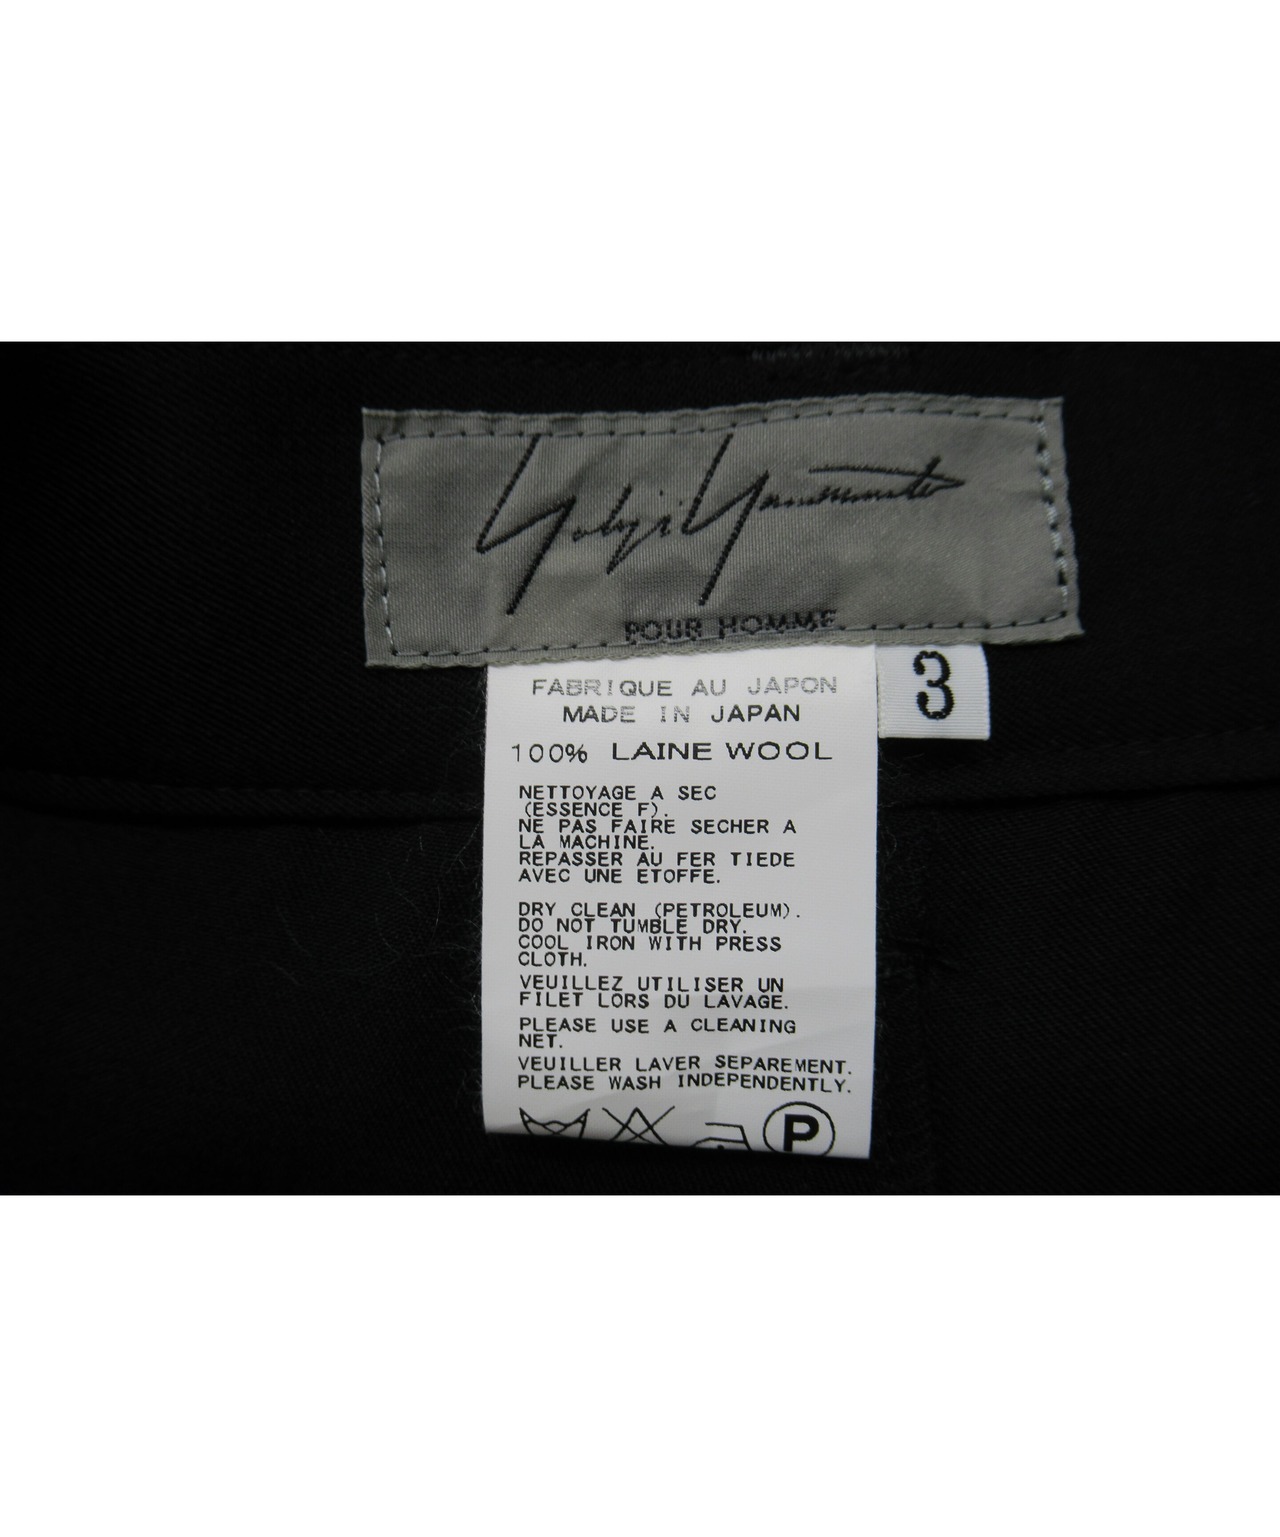 Yohji Yamamoto
POUR HOMME
3
FABRIQUE AU JAPON
MADE IN JAPAN
100% LAINE WOOL
NETTOYAGE A SEC
(ESSENCE F).
NE PAS FAIRE SECHER A
LA MACHINE.
REPASSER AU FER TIEDE
AVEC UNE ETOFFE.
DRY CLEAN (PETROLEUM).
DO NOT TUMBLE DRY.
COOL IRON WITH PRESS
CLOTH.
VEUILLEZ UTILISER UN
FILET LORS DU LAVAGE.
PLEASE USE A CLEANING
NET.
VEUILLER LAVER SEPAREMENT.
PLEASE WASH INDEPENDENTLY.
P